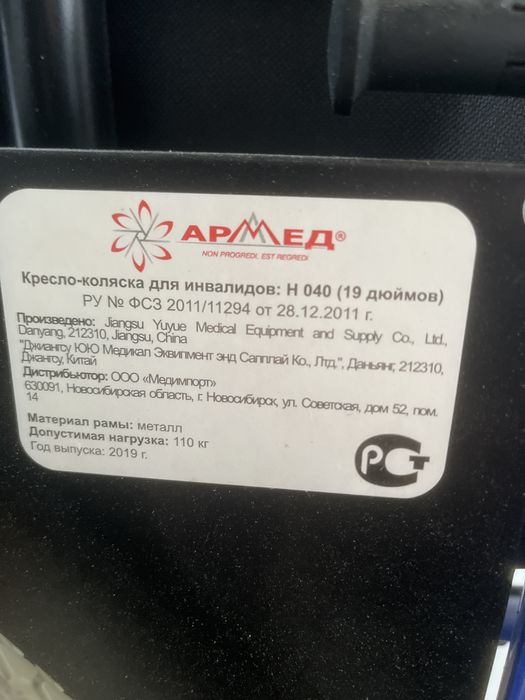 АРМЕД®
NON PROGREDI, EST REGREDI
Кресло-коляска для инвалидов: Н 040 (19 дюймов)
РУ № ФСЗ 2011/11294 от 28.12.2011 г.
Произведено: Jiangsu Yuyue Medical Equipment and Supply Co., Ltd.,
Danyang, 212310, Jiangsu, China
"Джиангсу ЮЮ Медикал Эквипмент энд Сапплай Ко., Лтд.", Даньянг, 212310,
Джангсу, Китай
Дистрибьютор: ООО «Медимпорт»
630091, Новосибирская область, г. Новосибирск, ул. Советская, дом 52, пом.
14
Материал рамы: металл
Допустимая нагрузка: 110 кг
Год выпуска: 2019 г.
РСТ